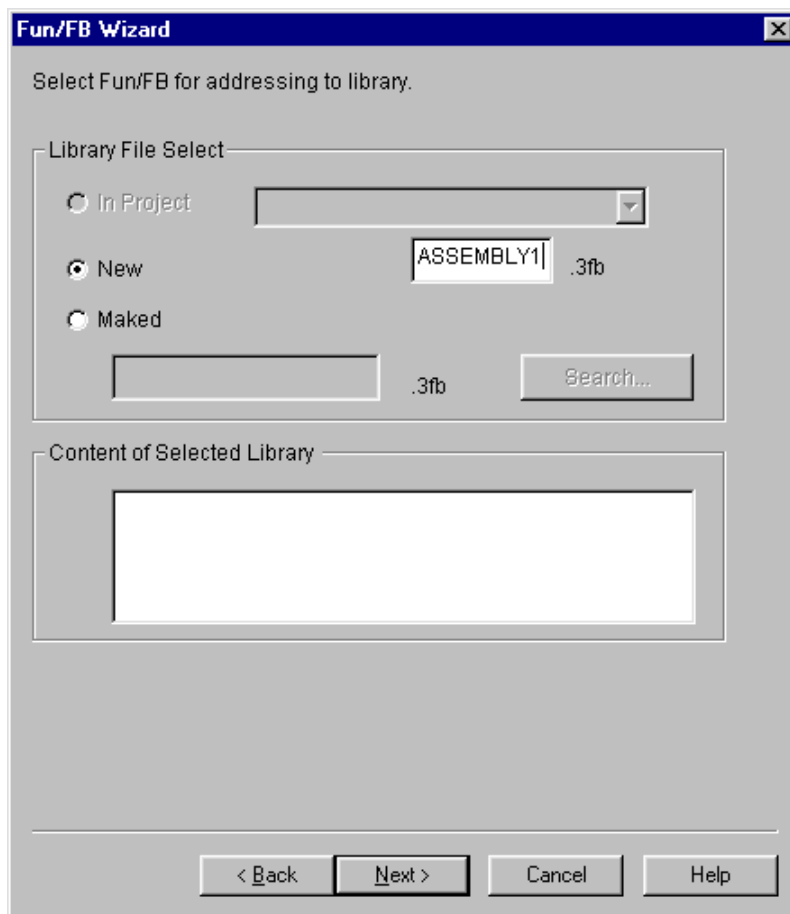 Fun/FB Wizard
Select Fun/FB for addressing to library.
Library File Select
In Project
New ASSEMBLY1 .3fb
Maked
.3fb Search...
Content of Selected Library
< Back Next > Cancel Help